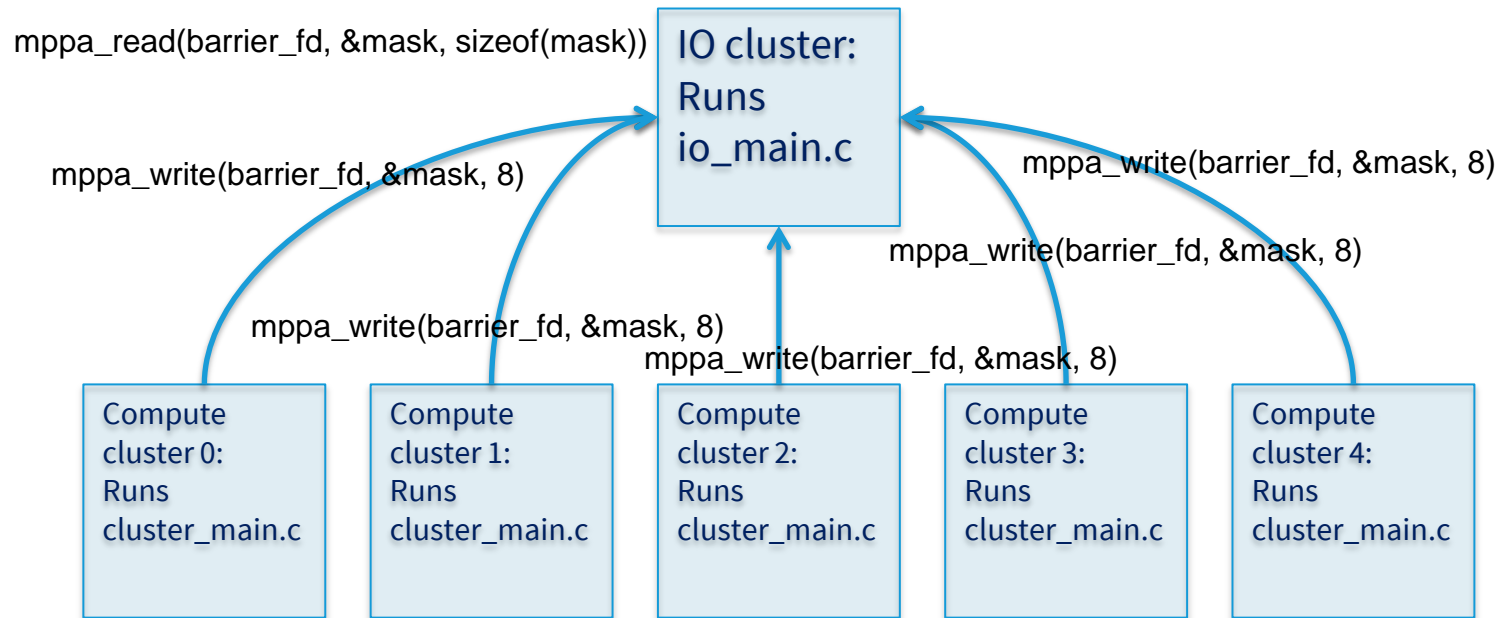 mppa_read(barrier_fd, &mask, sizeof(mask))
IO cluster:
Runs
io_main.c
mppa_write(barrier_fd, &mask, 8)
mppa_write(barrier_fd, &mask, 8)
mppa_write(barrier_fd, &mask, 8)
mppa_write(barrier_fd, &mask, 8)
mppa_write(barrier_fd, &mask, 8)
Compute
cluster 0:
Runs
cluster_main.c
Compute
cluster 1:
Runs
cluster_main.c
Compute
cluster 2:
Runs
cluster_main.c
Compute
cluster 3:
Runs
cluster_main.c
Compute
cluster 4:
Runs
cluster_main.c